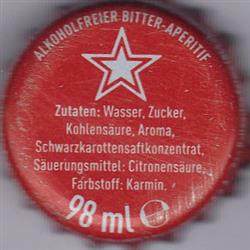 ALKOHOLFREIER BITTER-APERITIF
Zutaten: Wasser, Zucker,
Kohlensäure, Aroma,
Schwarzkarottensaftkonzentrat,
Säuerungsmittel: Citronensäure,
Farbstoff: Karmin.
98 ml ℮